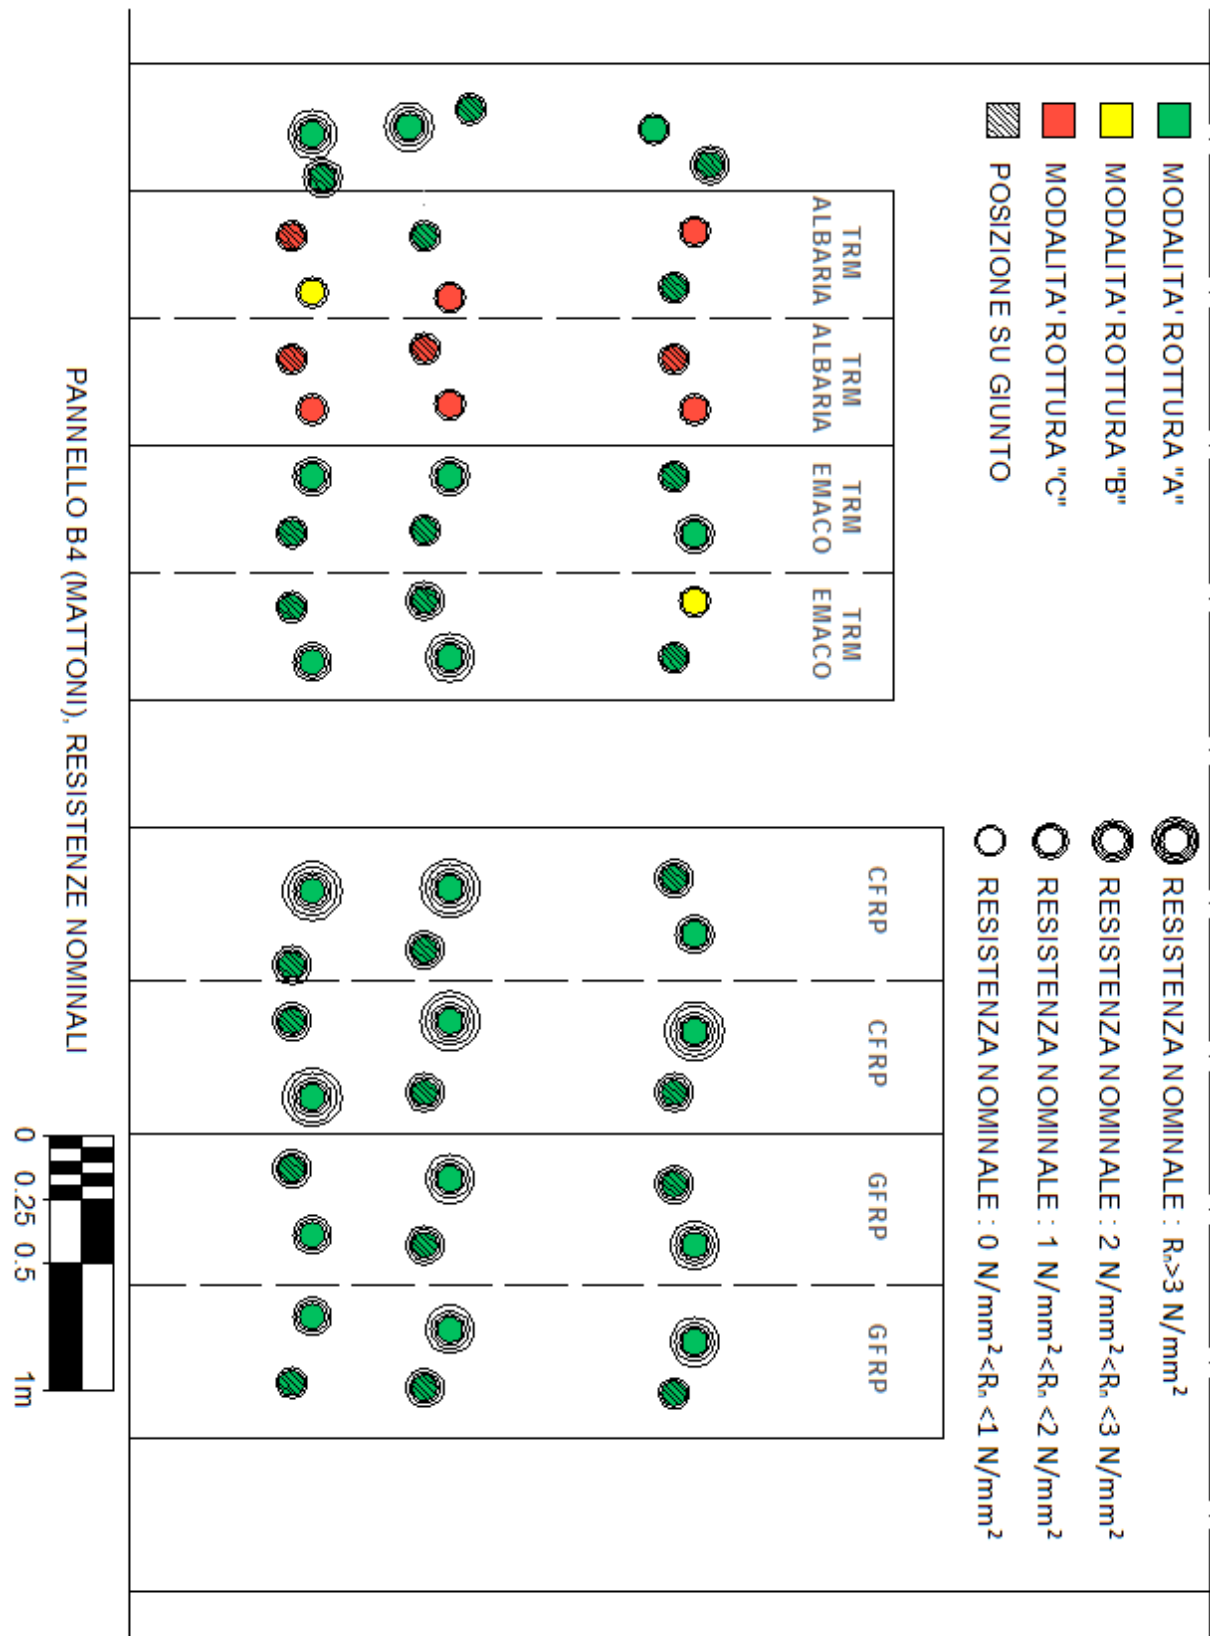 MODALITA' ROTTURA "A"
MODALITA' ROTTURA "B"
MODALITA' ROTTURA "C"
POSIZIONE SU GIUNTO
RESISTENZA NOMINALE : Rₙ>3 N/mm²
RESISTENZA NOMINALE : 2 N/mm²<Rₙ <3 N/mm²
RESISTENZA NOMINALE : 1 N/mm²<Rₙ <2 N/mm²
RESISTENZA NOMINALE : 0 N/mm²<Rₙ <1 N/mm²
TRM
ALBARIA
TRM
ALBARIA
TRM
EMACO
TRM
EMACO
CFRP
CFRP
GFRP
GFRP
PANNELLO B4 (MATTONI), RESISTENZE NOMINALI
0 0.25 0.5 1m